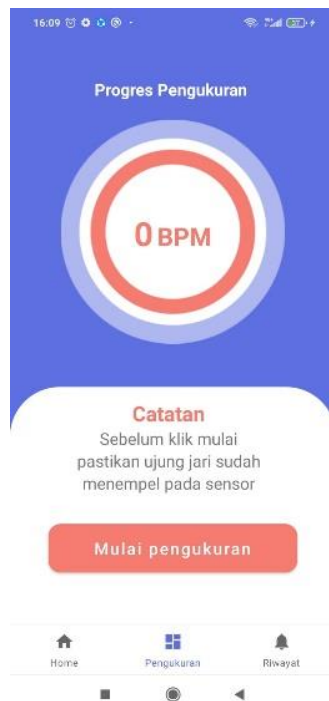 16:09
Progres Pengukuran
0 BPM
Catatan
Sebelum klik mulai
pastikan ujung jari sudah
menempel pada sensor
Mulai pengukuran
Home Pengukuran Riwayat